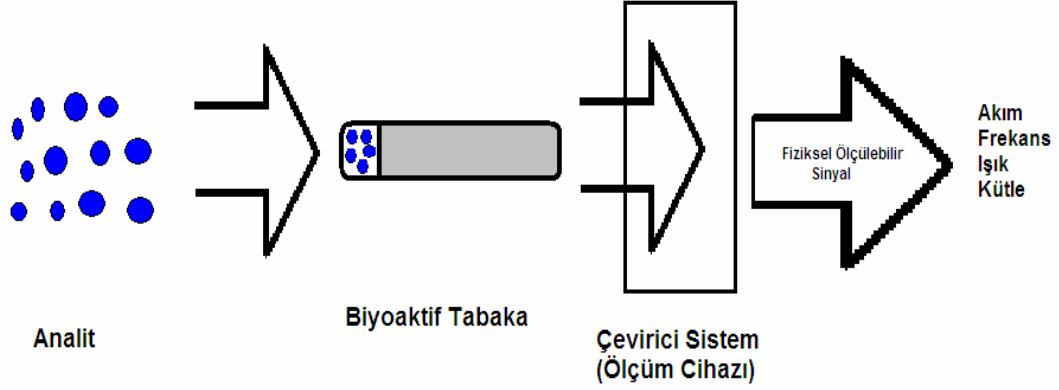 Analit
Biyoaktif Tabaka
Çevirici Sistem
(Ölçüm Cihazı)
Fiziksel Ölçülebilir
Sinyal
Akım
Frekans
Işık
Kütle